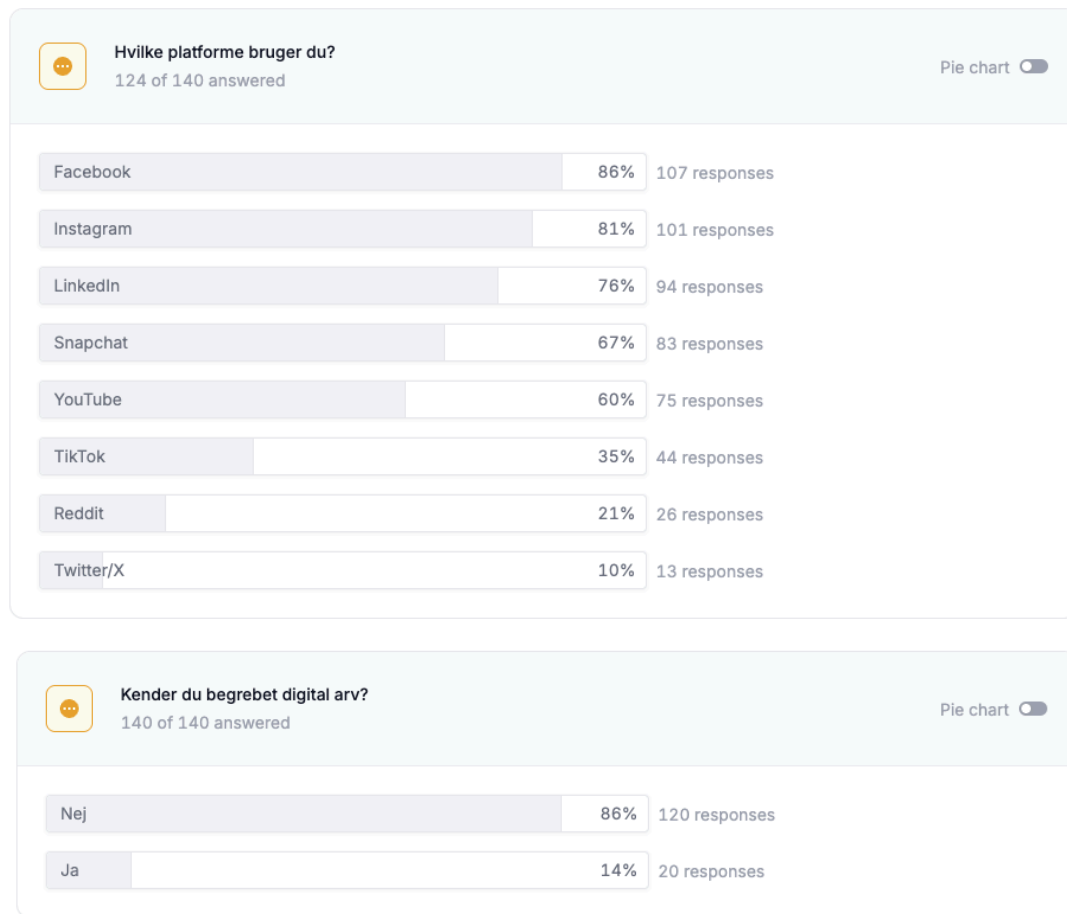 Hvilke platforme bruger du?
124 of 140 answered
Pie chart
Facebook 86% 107 responses
Instagram 81% 101 responses
LinkedIn 76% 94 responses
Snapchat 67% 83 responses
YouTube 60% 75 responses
TikTok 35% 44 responses
Reddit 21% 26 responses
Twitter/X 10% 13 responses
Kender du begrebet digital arv?
140 of 140 answered
Pie chart
Nej 86% 120 responses
Ja 14% 20 responses